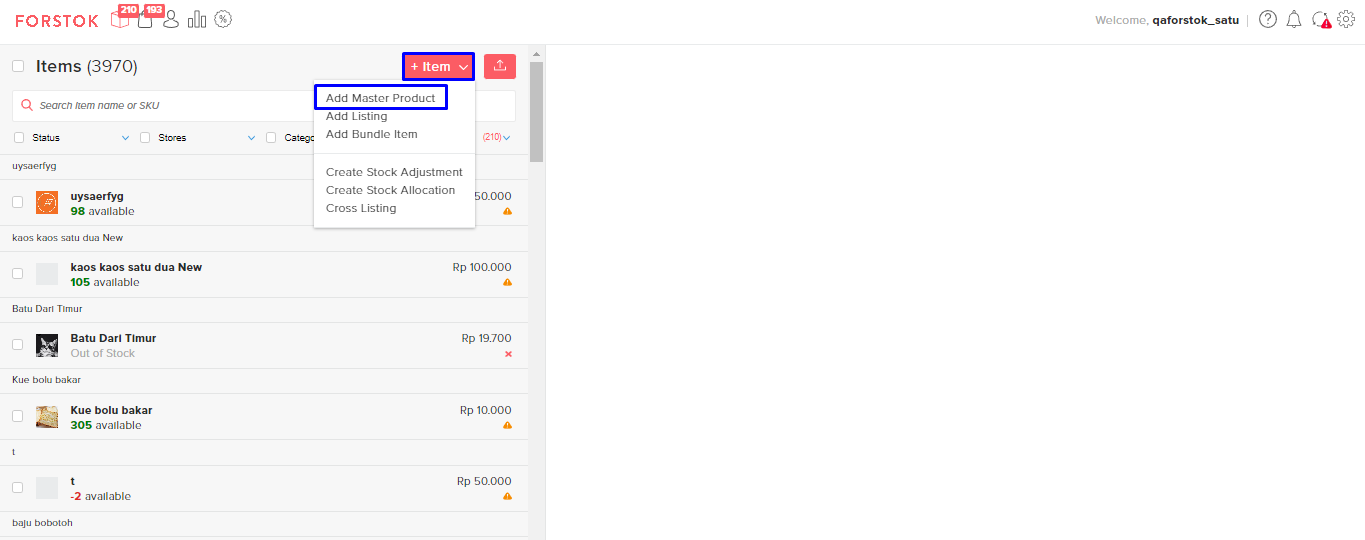 FORSTOK 210 193 Welcome, qaforstok_satu
Items (3970) + Item
Search Item name or SKU
Add Master Product
Add Listing
Add Bundle Item
Status Stores Catego (210)
Create Stock Adjustment
Create Stock Allocation
Cross Listing
uysaerfyg
uysaerfyg 50.000
98 available
kaos kaos satu dua New
kaos kaos satu dua New Rp 100.000
105 available
Batu Dari Timur
Batu Dari Timur Rp 19.700
Out of Stock
Kue bolu bakar
Kue bolu bakar Rp 10.000
305 available
t
t Rp 50.000
-2 available
baju bobotoh